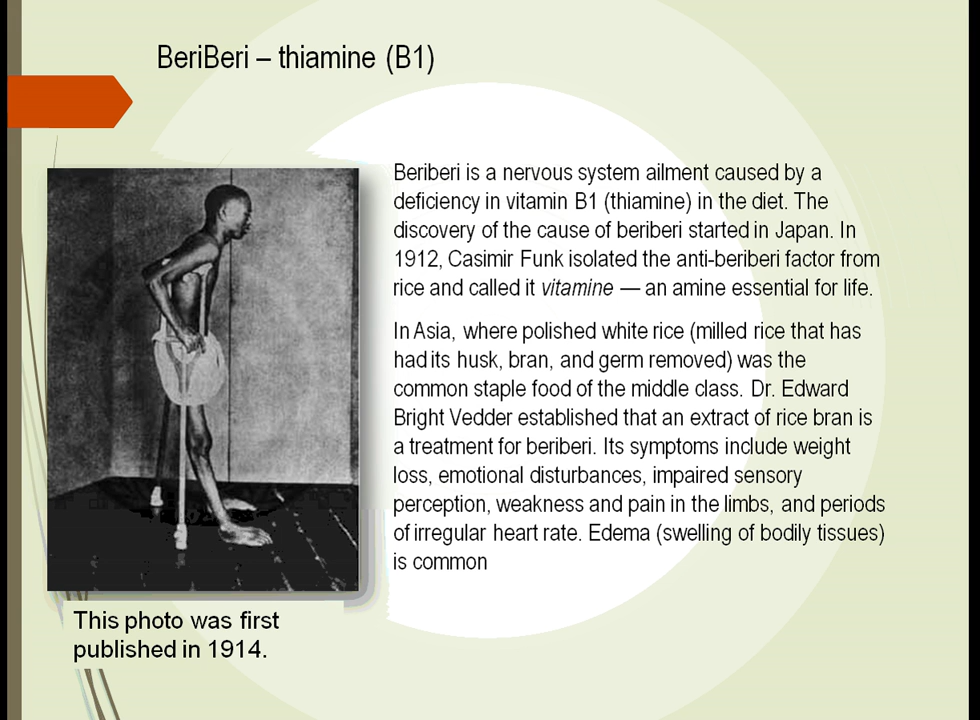 BeriBeri – thiamine (B1)
Beriberi is a nervous system ailment caused by a
deficiency in vitamin B1 (thiamine) in the diet. The
discovery of the cause of beriberi started in Japan. In
1912, Casimir Funk isolated the anti-beriberi factor from
rice and called it vitamine — an amine essential for life.
In Asia, where polished white rice (milled rice that has
had its husk, bran, and germ removed) was the
common staple food of the middle class. Dr. Edward
Bright Vedder established that an extract of rice bran is
a treatment for beriberi. Its symptoms include weight
loss, emotional disturbances, impaired sensory
perception, weakness and pain in the limbs, and periods
of irregular heart rate. Edema (swelling of bodily tissues)
is common
This photo was first
published in 1914.